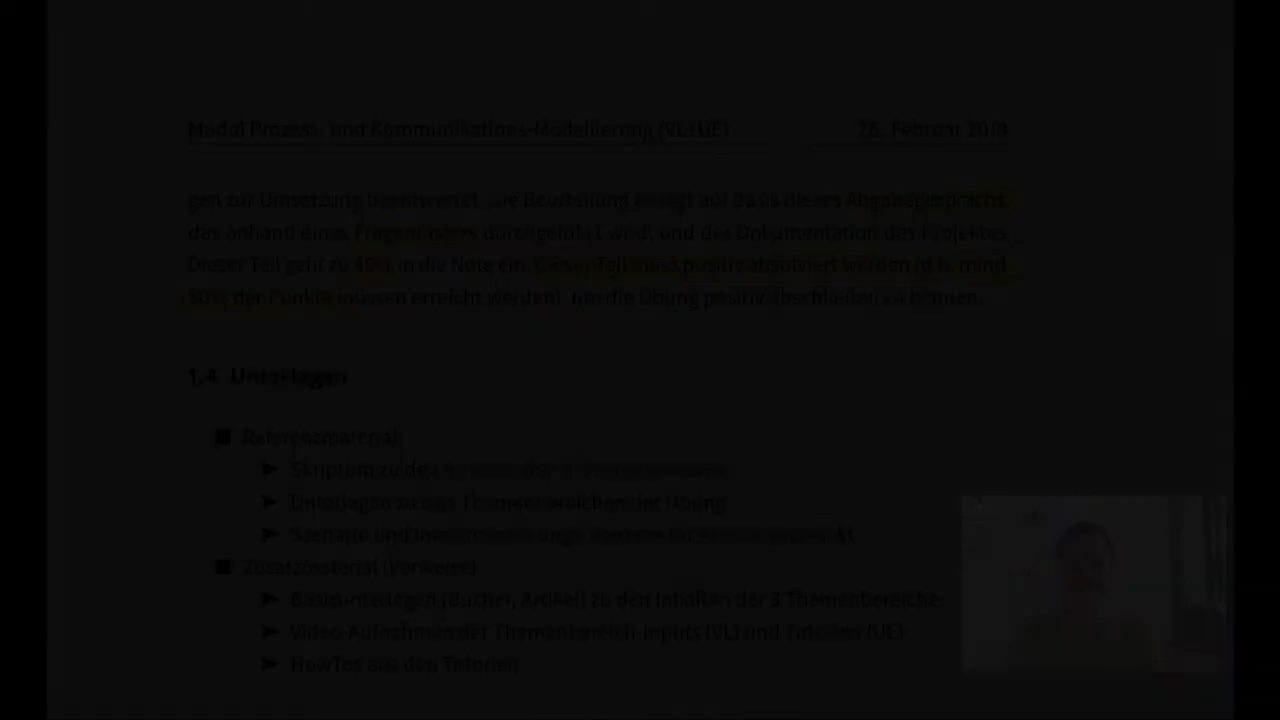 Modul Prozess- und Kommunikations-Modellierung (VL+UE)
26. Februar 2019
gen zur Umsetzung beantwortet. Die Beurteilung erfolgt auf Basis dieses Abgabegesprächs,
das anhand eines Fragenrasters durchgeführt wird, und der Dokumentation des Projektes
Dieser Teil geht zu 40% in die Note ein. Dieser Teil muss positiv absolviert werden (d.h. mind
50% der Punkte müssen erreicht werden), um die Übung positiv abschließen zu können.
1.4 Unterlagen
■ Referenzmaterial
➤ Skriptum zu den
➤ Unterlagen zu den Themenbereichen der Übung
➤ Szenario und
■ Zusatzmaterial (Verweise)
➤ Basisunterlagen (Bücher, Artikel) zu den Inhalten der 3 Themenbereiche
➤ Video-Aufnahmen der Themenbereich-Inputs (VL) und Tutorien (UE)
➤ HowTos aus den Tutorien